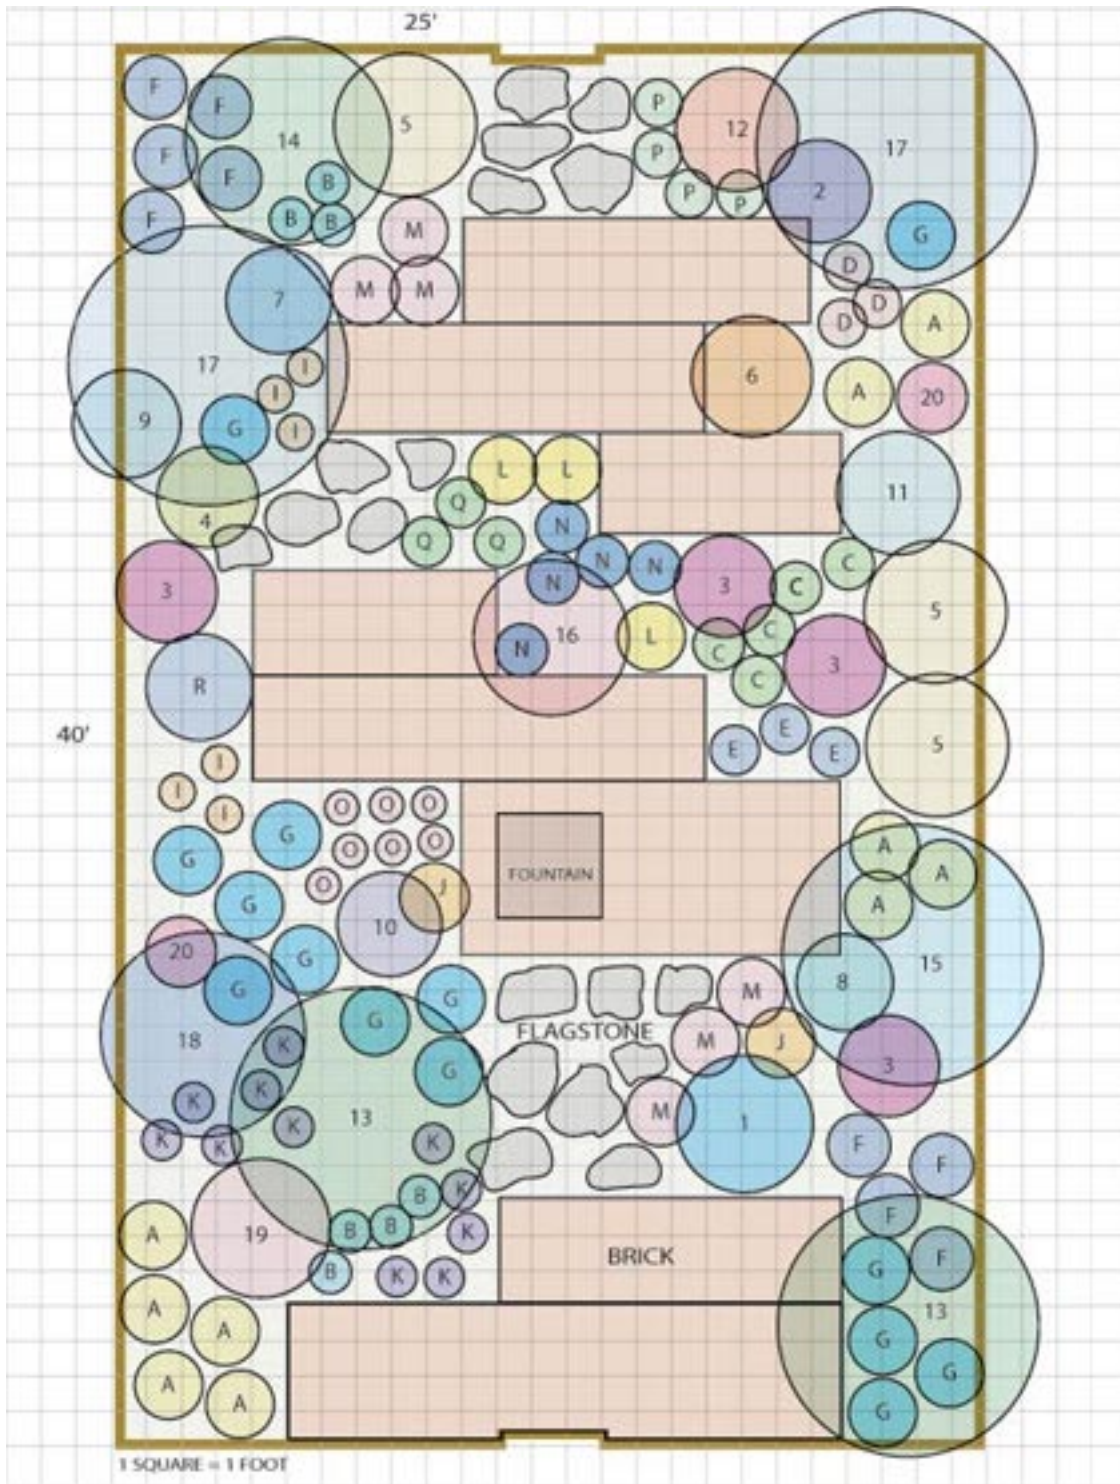 25'
F
F
14
5
P
12
17
F
F
B
P
P
P
2
F
B
B
M
G
D
7
M
M
D
D
A
17
I
6
I
A
20
9
G
I
L
L
11
Q
4
N
Q
Q
N
N
C
3
N
3
C
5
16
L
C
C
3
R
N
C
40'
E
E
E
5
I
I
I
G
O
O
O
G
O
O
O
A
FOUNTAIN
A
O
J
G
A
10
20
G
15
G
G
M
8
G
FLAGSTONE
18
K
M
J
3
G
K
K
13
M
1
K
K
K
K
F
F
K
B
F
A
19
B
B
K
BRICK
F
B
K
K
G
A
13
A
G
G
A
A
G
1 SQUARE = 1 FOOT